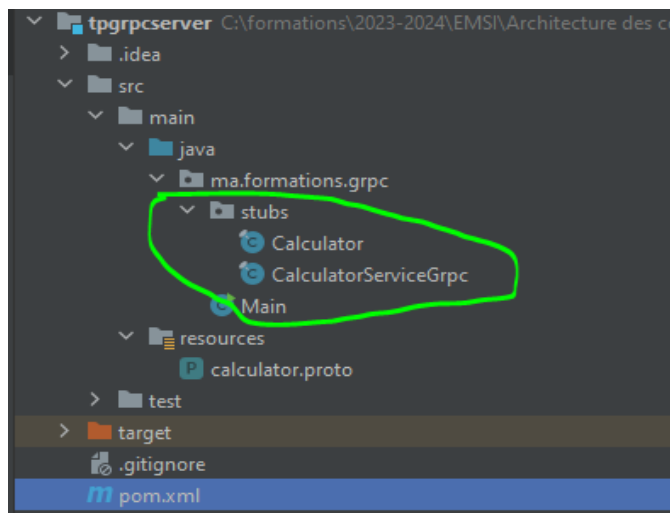 tpgrpcserver C:\formations\2023-2024\EMSI\Architecture des c
.idea
src
main
java
ma.formations.grpc
stubs
Calculator
CalculatorServiceGrpc
Main
resources
calculator.proto
test
target
.gitignore
pom.xml